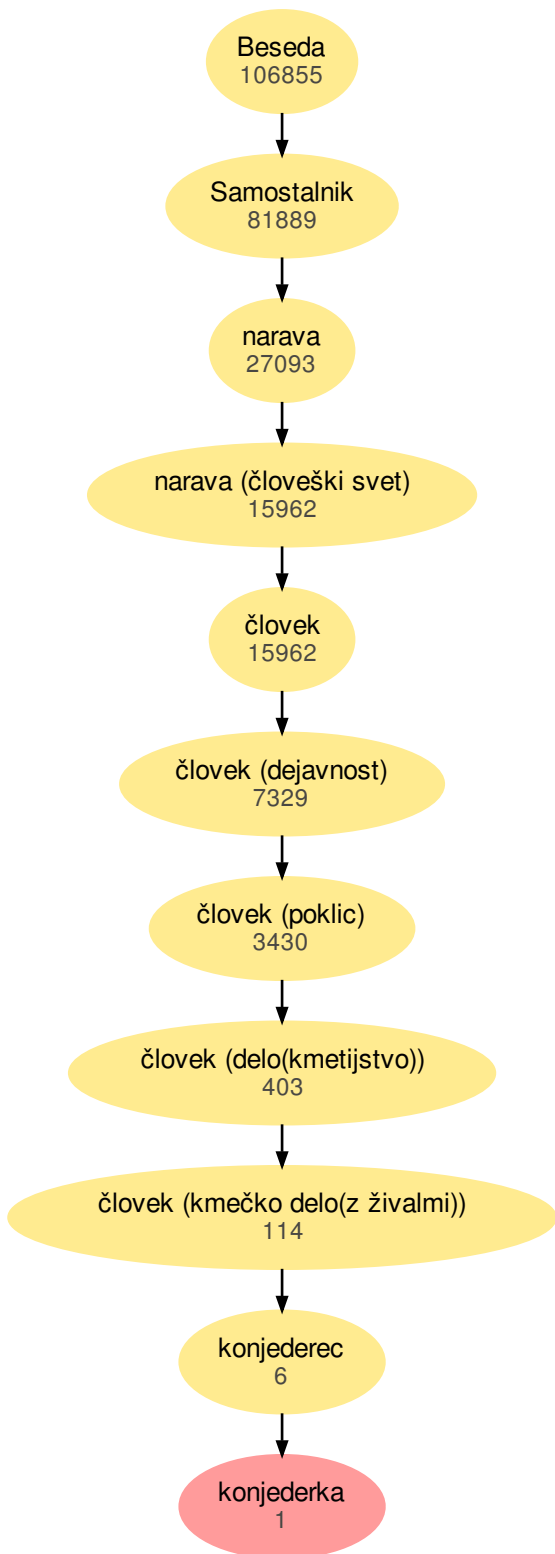 Beseda
106855
Samostalnik
81889
narava
27093
narava (človeški svet)
15962
človek
15962
človek (dejavnost)
7329
človek (poklic)
3430
človek (delo(kmetijstvo))
403
človek (kmečko delo(z živalmi))
114
konjederec
6
konjederka
1